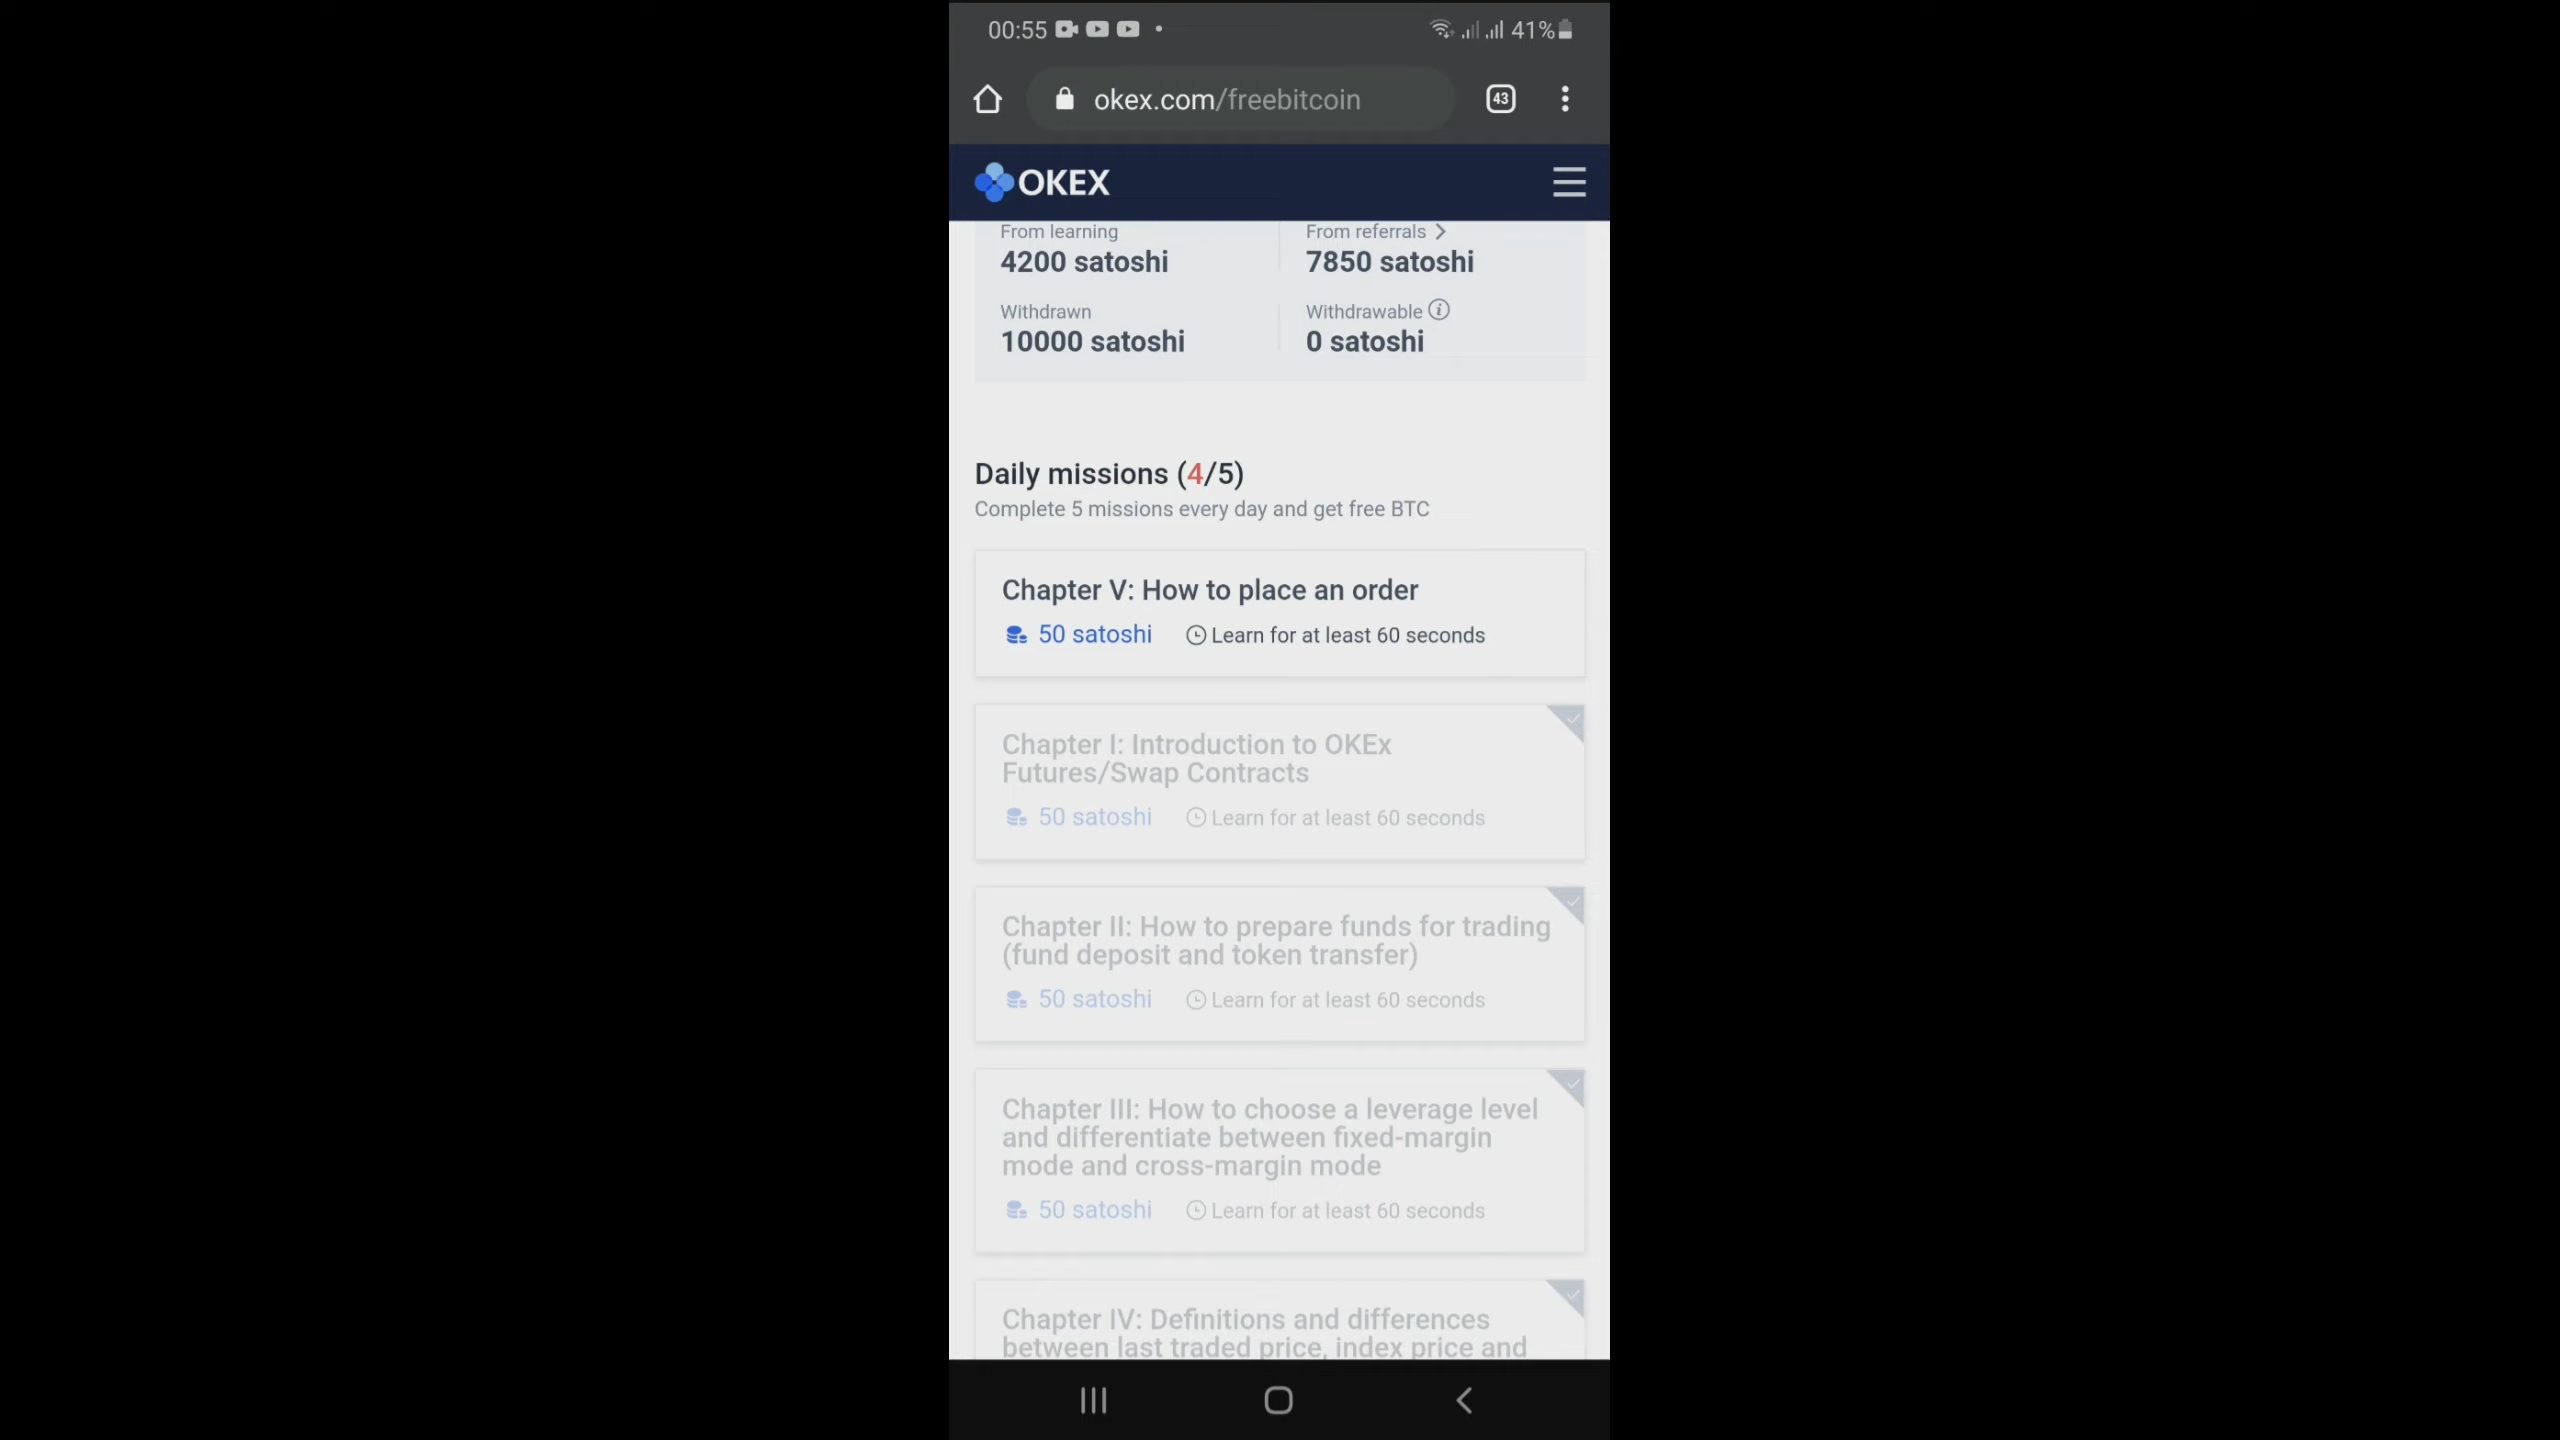 00:55
41%
okex.com/freebitcoin
43
OKEX
From learning
From referrals
4200 satoshi
7850 satoshi
Withdrawn
Withdrawable
10000 satoshi
0 satoshi
Daily missions (4/5)
Complete 5 missions every day and get free BTC
Chapter V: How to place an order
50 satoshi
Learn for at least 60 seconds
Chapter I: Introduction to OKEx
Futures/Swap Contracts
50 satoshi
Learn for at least 60 seconds
Chapter II: How to prepare funds for trading
(fund deposit and token transfer)
50 satoshi
Learn for at least 60 seconds
Chapter III: How to choose a leverage level
and differentiate between fixed-margin
mode and cross-margin mode
50 satoshi
Learn for at least 60 seconds
Chapter IV: Definitions and differences
between last traded price, index price and